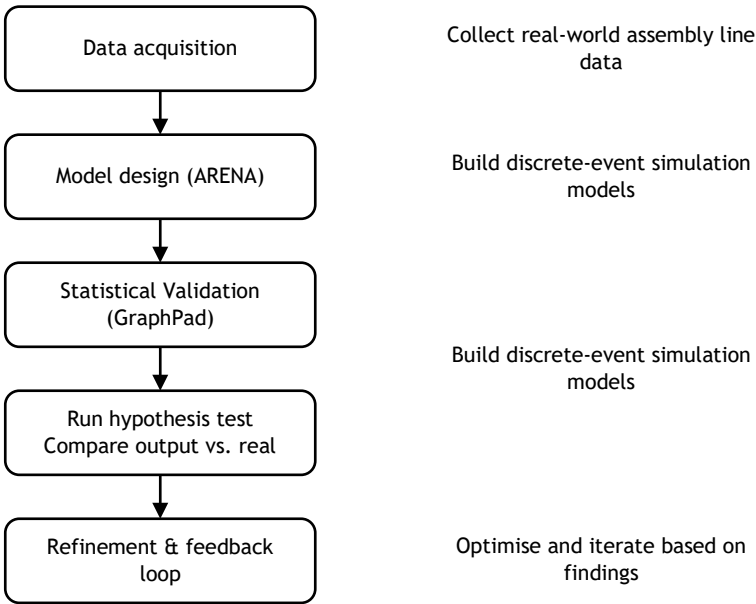 Data acquisition
Collect real-world assembly line
data
Model design (ARENA)
Build discrete-event simulation
models
Statistical Validation
(GraphPad)
Build discrete-event simulation
models
Run hypothesis test
Compare output vs. real
Refinement & feedback
loop
Optimise and iterate based on
findings